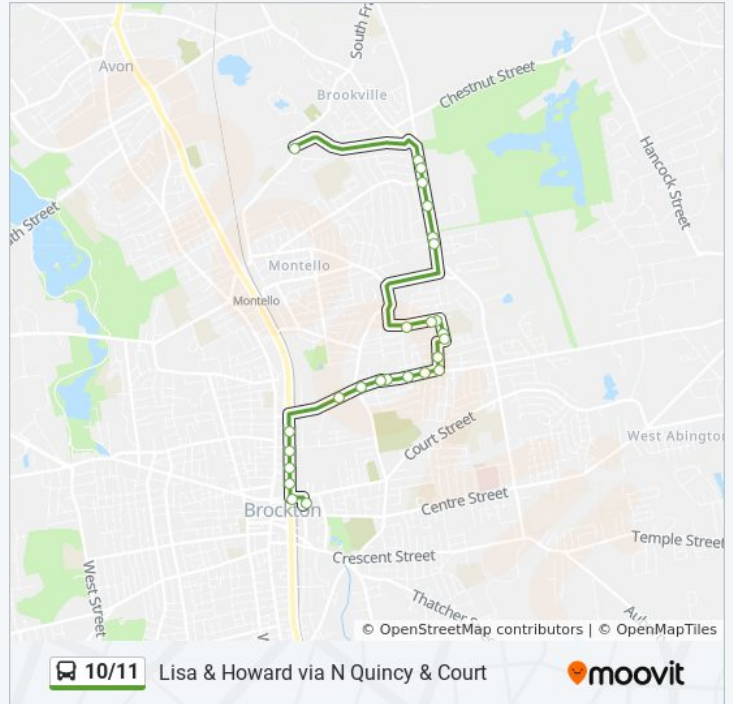 South Fr
Avon
Brookville
Chestnut Street
Hancock Street
th Street
Montello
Montello
Court Street
West Abington
Centre Street
Brockton
Temple Street
Crescent Street
West Street
Thatcher S
Au
V
© OpenStreetMap contributors | © OpenMapTiles
10/11 Lisa & Howard via N Quincy & Court
moovit